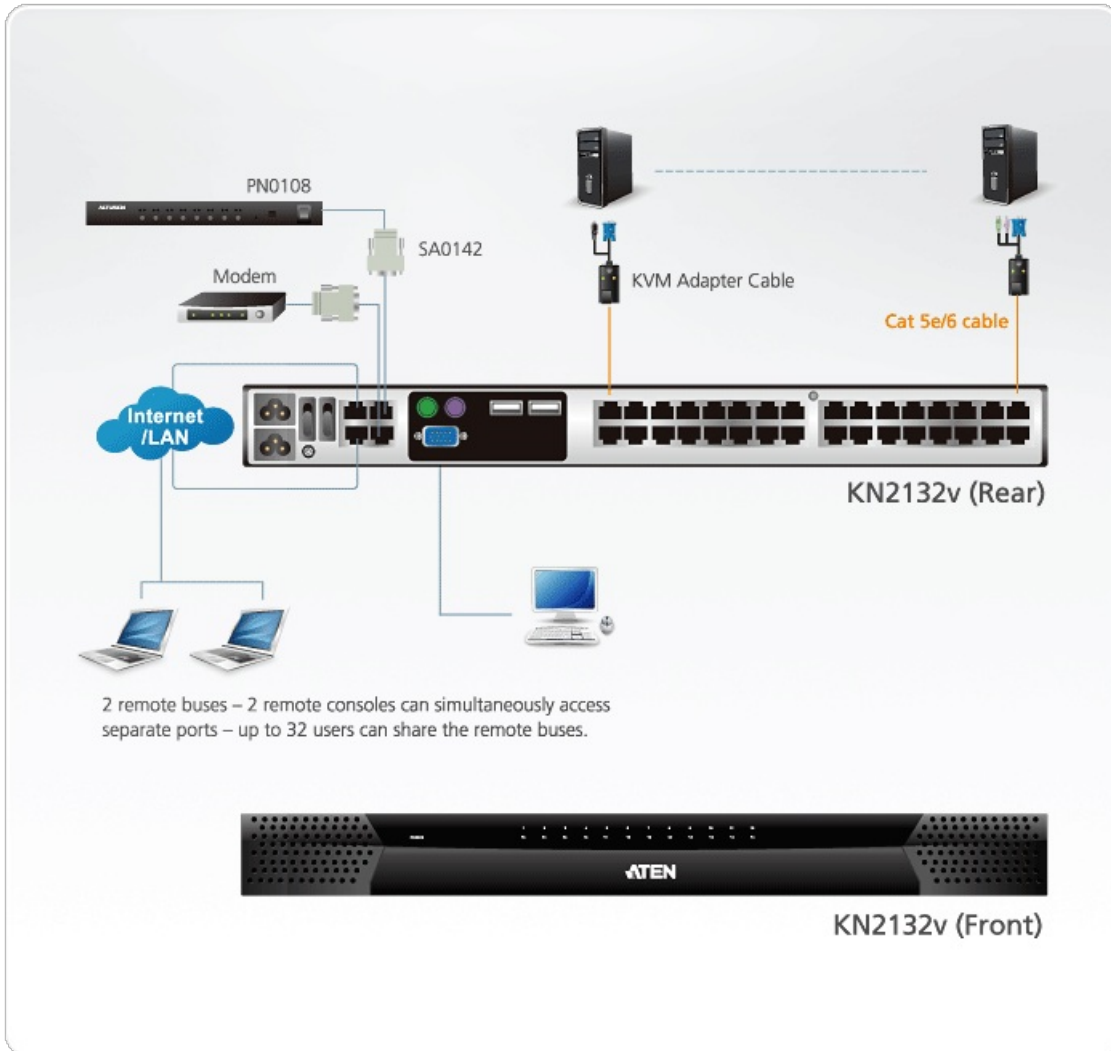 PN0108
SA0142
Modem
KVM Adapter Cable
Cat 5e/6 cable
Internet
/LAN
KN2132v (Rear)
2 remote buses – 2 remote consoles can simultaneously access
separate ports – up to 32 users can share the remote buses.
ATEN
KN2132v (Front)